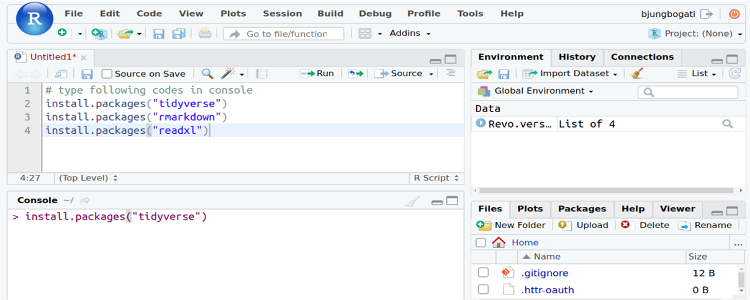 R File Edit Code View Plots Session Build Debug Profile Tools Help bjungbogati
Go to file/function Addins Project: (None)
Untitled1*
Source on Save Run Source
1 # type following codes in console
2 install.packages("tidyverse")
3 install.packages("rmarkdown")
4 install.packages("readxl")
4:27 (Top Level) R Script
Console ~/
> install.packages("tidyverse")
Environment History Connections
Import Dataset List
Global Environment
Data
Revo.vers… List of 4
Files Plots Packages Help Viewer
New Folder Upload Delete Rename
Home ...
Name Size
.gitignore 12 B
.httr-oauth 0 B